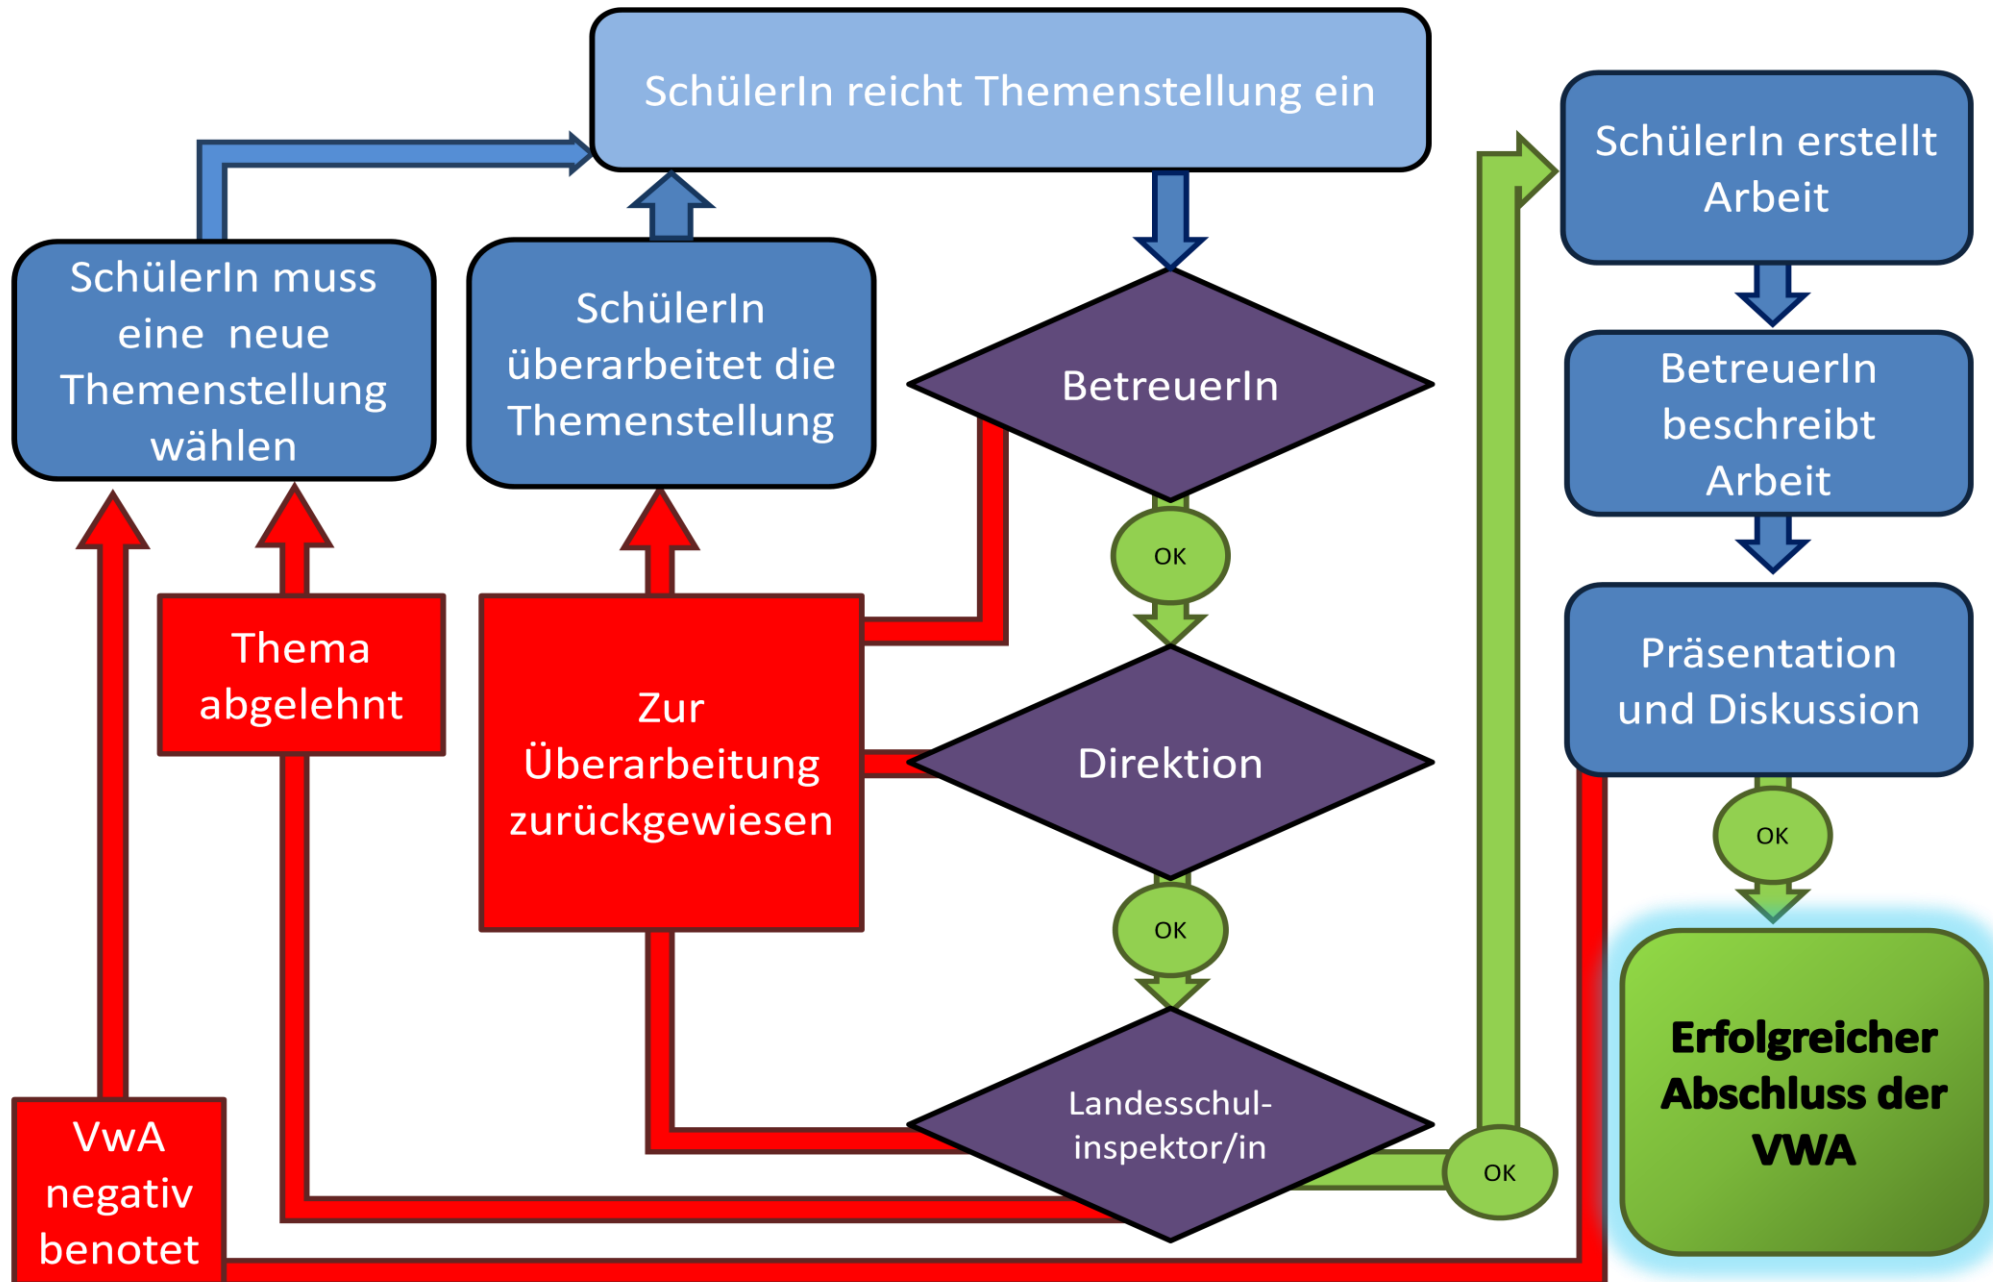 SchülerIn reicht Themenstellung ein
SchülerIn muss
eine neue
Themenstellung
wählen
SchülerIn
überarbeitet die
Themenstellung
BetreuerIn
OK
Direktion
OK
Landesschul-
inspektor/in
OK
Zur
Überarbeitung
zurückgewiesen
Thema
abgelehnt
VwA
negativ
benotet
SchülerIn erstellt
Arbeit
BetreuerIn
beschreibt
Arbeit
Präsentation
und Diskussion
OK
Erfolgreicher
Abschluss der
VWA